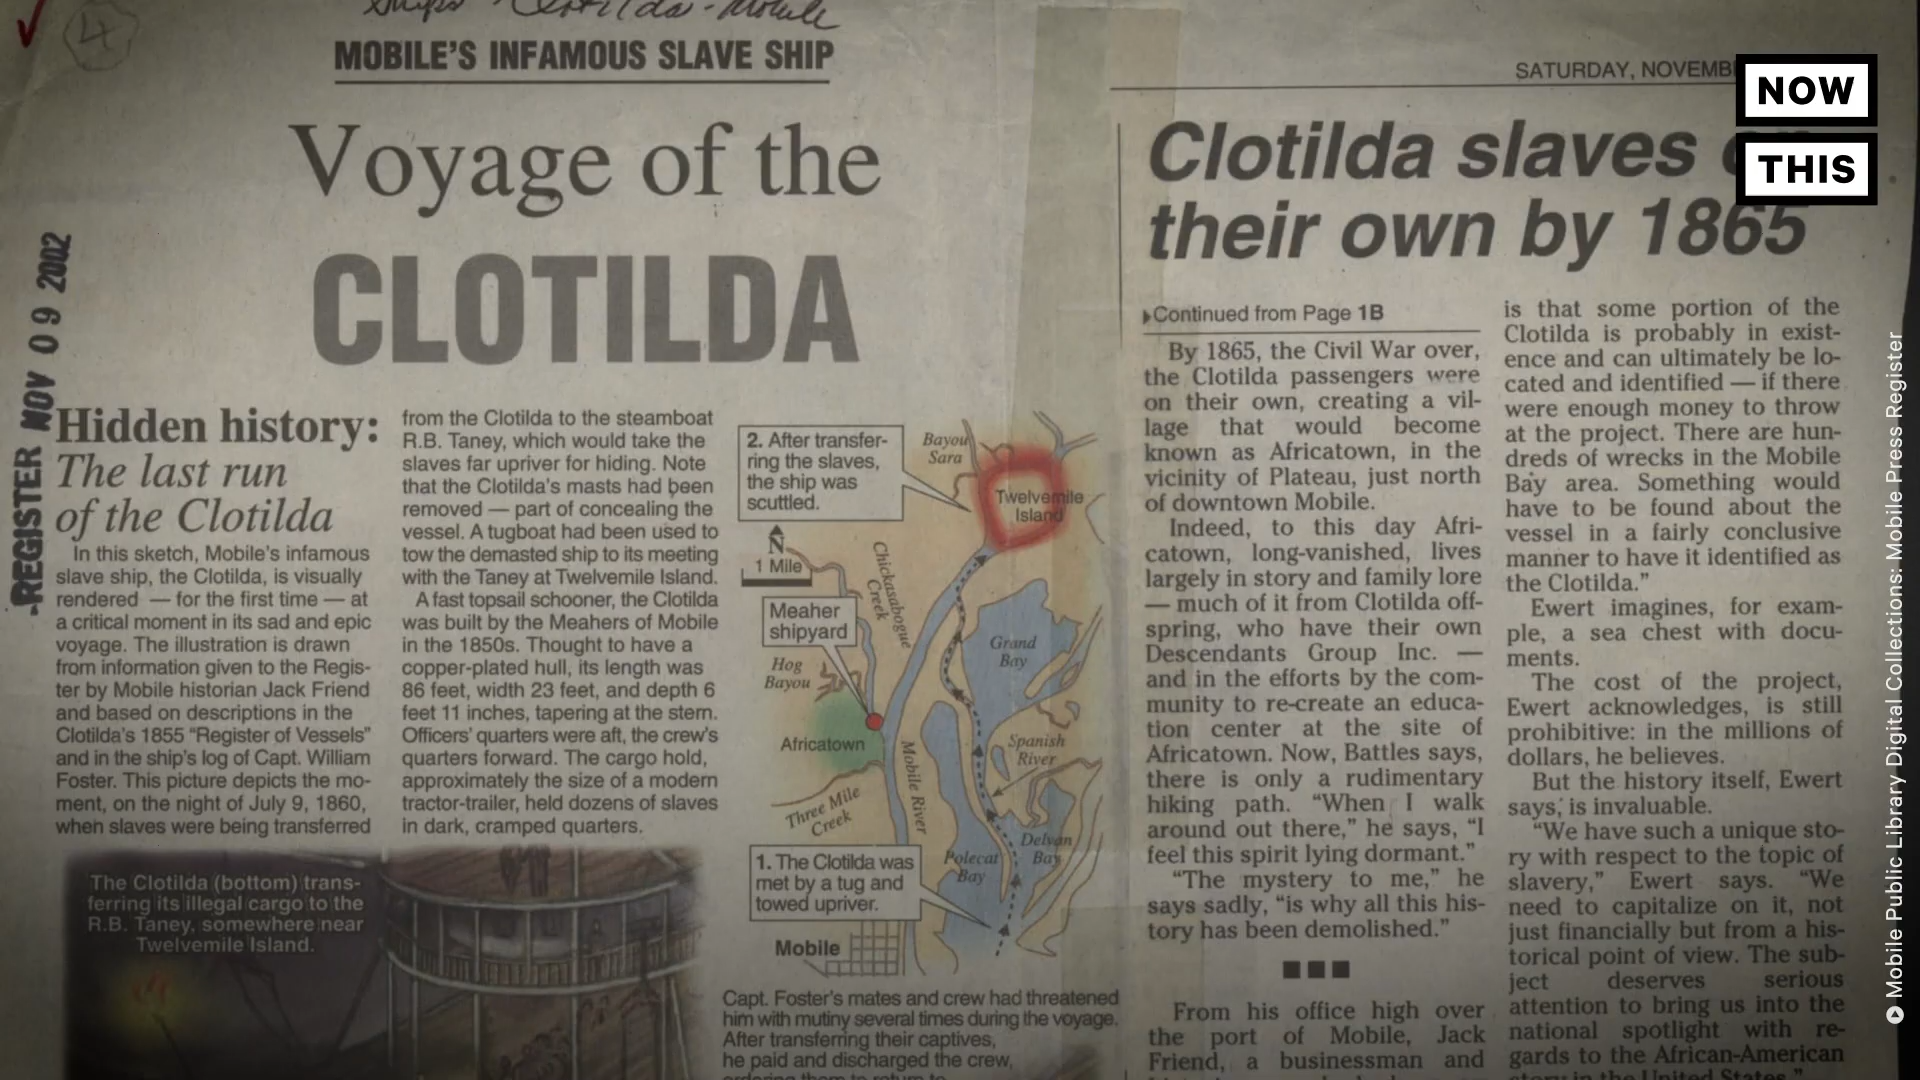 Ships - Clotilda - Mobile
4
MOBILE'S INFAMOUS SLAVE SHIP
Voyage of the
CLOTILDA
REGISTER NOV 09 2002
Hidden history:
The last run
of the Clotilda
In this sketch, Mobile's infamous
slave ship, the Clotilda, is visually
rendered — for the first time — at
a critical moment in its sad and epic
voyage. The illustration is drawn
from information given to the Regis-
ter by Mobile historian Jack Friend
and based on descriptions in the
Clotilda's 1855 “Register of Vessels”
and in the ship's log of Capt. William
Foster. This picture depicts the mo-
ment, on the night of July 9, 1860,
when slaves were being transferred
from the Clotilda to the steamboat
R.B. Taney, which would take the
slaves far upriver for hiding. Note
that the Clotilda's masts had been
removed — part of concealing the
vessel. A tugboat had been used to
tow the demasted ship to its meeting
with the Taney at Twelvemile Island.
A fast topsail schooner, the Clotilda
was built by the Meahers of Mobile
in the 1850s. Thought to have a
copper-plated hull, its length was
86 feet, width 23 feet, and depth 6
feet 11 inches, tapering at the stern.
Officers' quarters were aft, the crew's
quarters forward. The cargo hold,
approximately the size of a modern
tractor-trailer, held dozens of slaves
in dark, cramped quarters.
The Clotilda (bottom) trans-
ferring its illegal cargo to the
R.B. Taney, somewhere near
Twelvemile Island.
2. After transfer-
ring the slaves,
the ship was
scuttled.
Bayou
Sara
Twelvemile
Island
N
1 Mile
Chickasabogue
Creek
Meaher
shipyard
Hog
Bayou
Grand
Bay
Africatown
Mobile River
Spanish
River
Three Mile
Creek
Delvan
Bay
Polecat
Bay
1. The Clotilda was
met by a tug and
towed upriver.
Mobile
Capt. Foster's mates and crew had threatened
him with mutiny several times during the voyage.
After transferring their captives,
he paid and discharged the crew,
ordering them to return to
SATURDAY,
Clotilda slaves
their own by 1865
Continued from Page 1B
By 1865, the Civil War over,
the Clotilda passengers were
on their own, creating a vil-
lage that would become
known as Africatown, in the
vicinity of Plateau, just north
of downtown Mobile.
Indeed, to this day Afri-
catown, long-vanished, lives
largely in story and family lore
— much of it from Clotilda off-
spring, who have their own
Descendants Group Inc. —
and in the efforts by the com-
munity to re-create an educa-
tion center at the site of
Africatown. Now, Battles says,
there is only a rudimentary
hiking path. “When I walk
around out there,” he says, “I
feel this spirit lying dormant.”
“The mystery to me,” he
says sadly, “is why all this his-
tory has been demolished.”
From his office high over
the port of Mobile, Jack
Friend, a businessman and
is that some portion of the
Clotilda is probably in exist-
ence and can ultimately be lo-
cated and identified — if there
were enough money to throw
at the project. There are hun-
dreds of wrecks in the Mobile
Bay area. Something would
have to be found about the
vessel in a fairly conclusive
manner to have it identified as
the Clotilda.”
Ewert imagines, for exam-
ple, a sea chest with docu-
ments.
The cost of the project,
Ewert acknowledges, is still
prohibitive: in the millions of
dollars, he believes.
But the history itself, Ewert
says, is invaluable.
“We have such a unique sto-
ry with respect to the topic of
slavery,” Ewert says. “We
need to capitalize on it, not
just financially but from a his-
torical point of view. The sub-
ject deserves serious
attention to bring us into the
national spotlight with re-
gards to the African-American
story in the United States.”
NOW
THIS
Mobile Public Library Digital Collections: Mobile Press Register